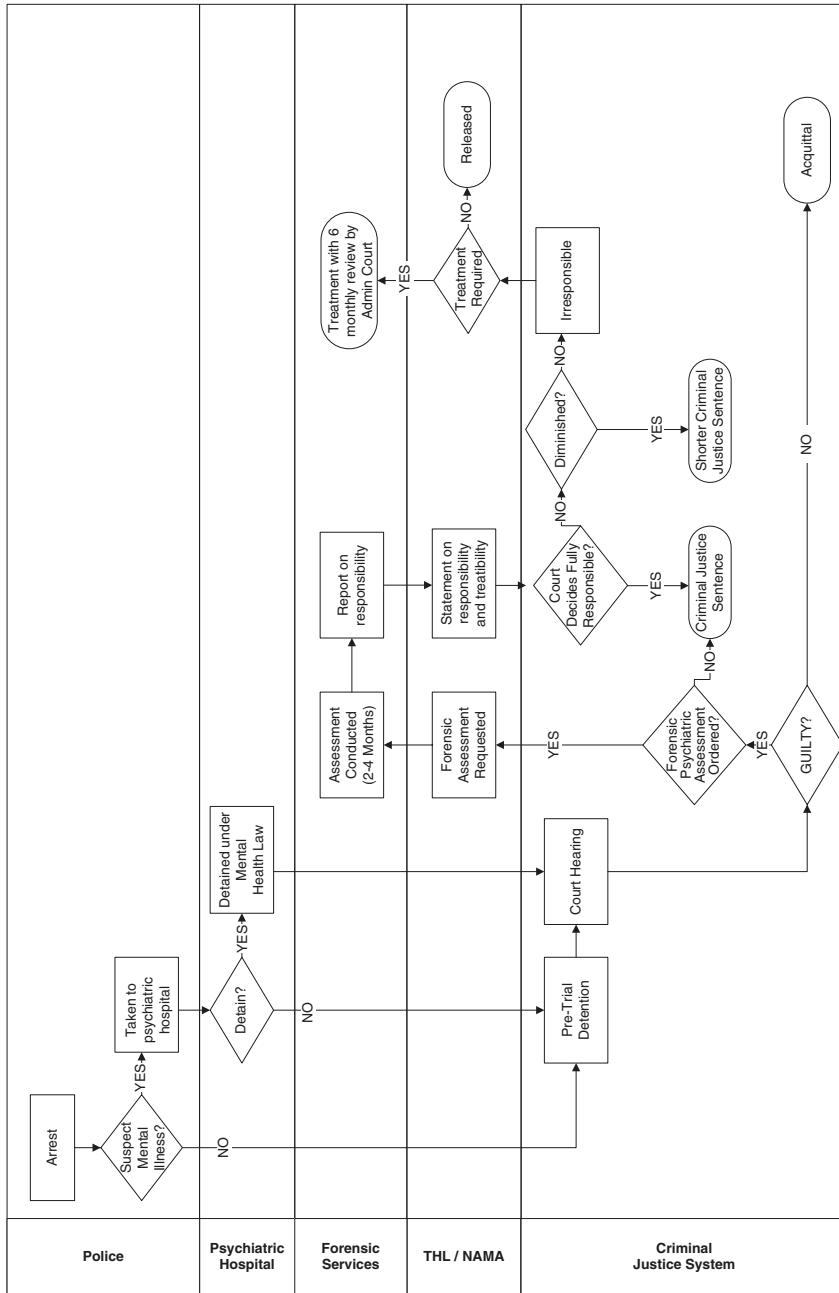 Police
Arrest
Suspect
Mental
Illness?
YES
NO
Taken to
psychiatric
hospital
Psychiatric
Hospital
Detain?
YES
NO
Detained under
Mental
Health Law
Forensic
Services
Assessment
Conducted
(2-4 Months)
Report on
responsibility
Treatment with 6
monthly review by
Admin Court
YES
THL / NAMA
Forensic
Assessment
Requested
Statement on
responsibility
and treatibility
Treatment
Required
NO
Released
Criminal
Justice System
Pre-Trial
Detention
Court Hearing
YES
Forensic
Psychiatric
Assessment
Ordered?
NO
YES
GUILTY?
NO
Court
Decides Fully
Responsible?
NO
YES
Criminal Justice
Sentence
Diminished?
NO
YES
Shorter Criminal
Justice Sentence
Irresponsible
Acquittal